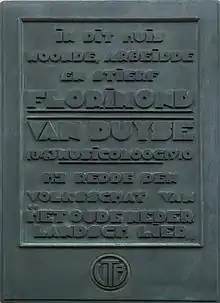 IN DIT HUIS
WOONDE, ARBEIDDE
EN STIERF
FLORIMOND
VAN DUYSE
1843 MUSICOLOOG 1910
HIJ REDDE DEN
VOLKSSCHAT VAN
HET OUDE NEDER
LANDSCH LIED
VTB